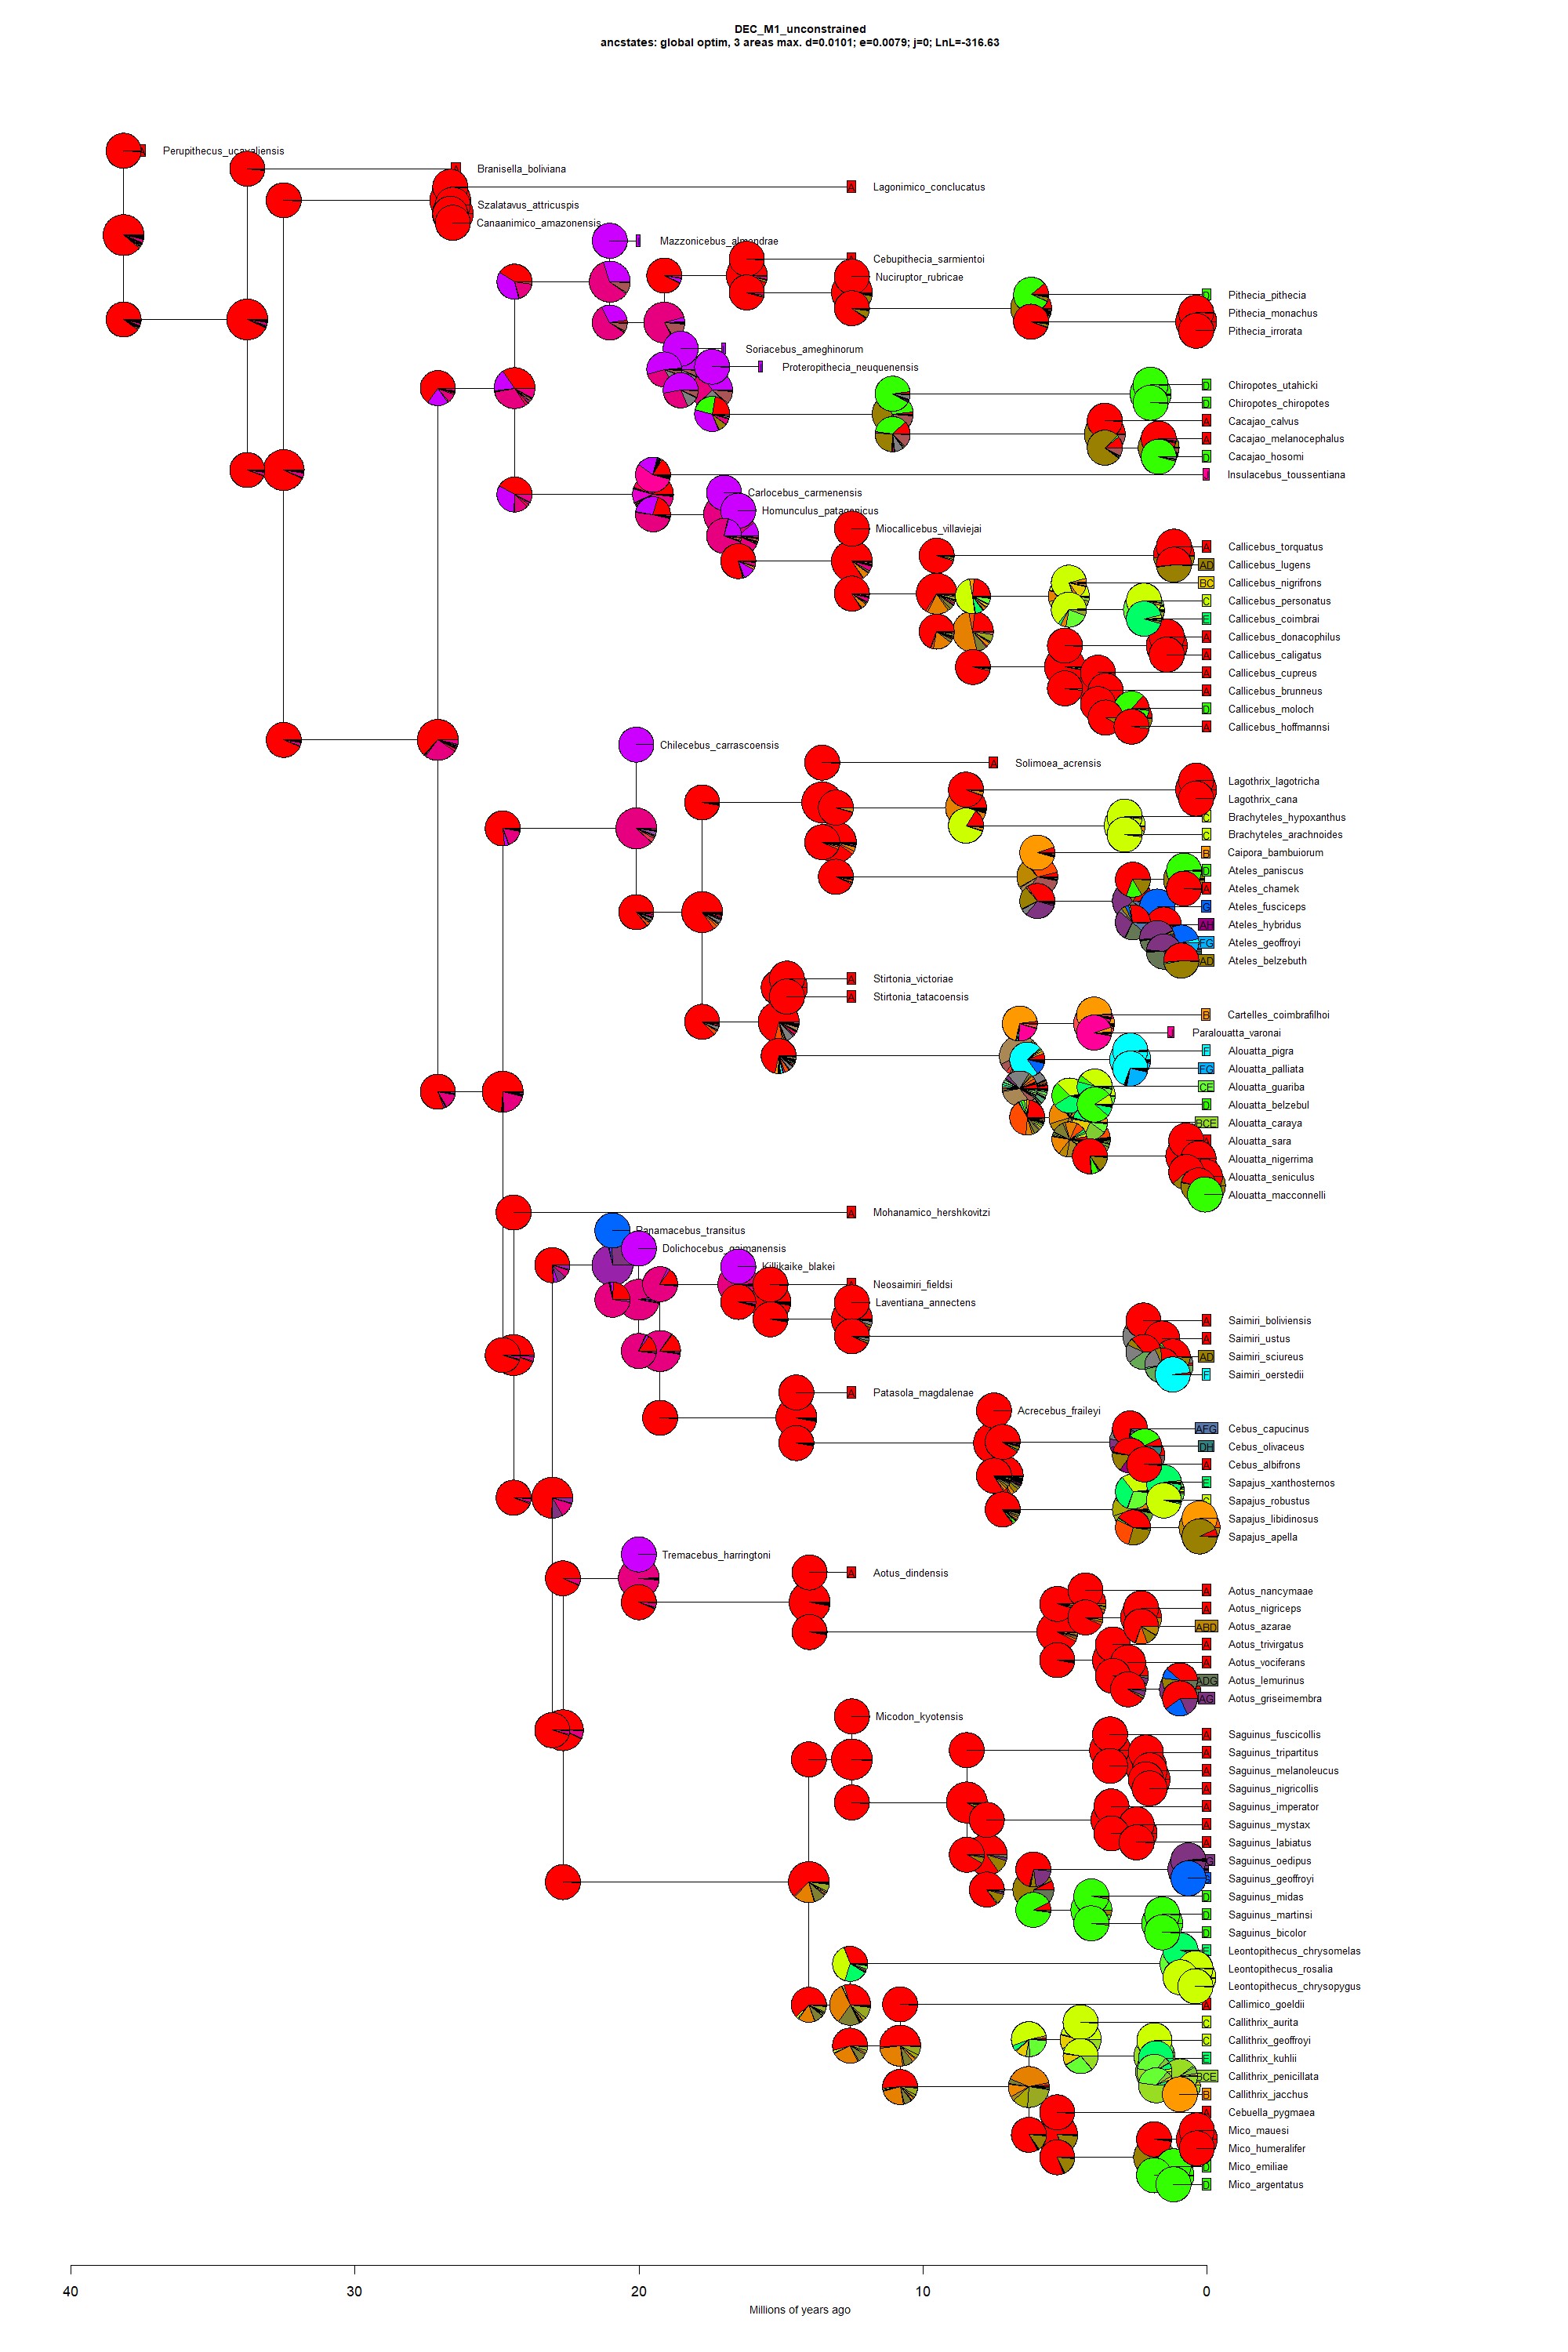 DEC_M1_unconstrained
ancstates: global optim, 3 areas max. d=0.0101; e=0.0079; j=0; LnL=-316.63
Perupithecus_ucayaliensis
A Branisella_boliviana
A Lagonimico_conclucatus
Szalatavus_attricuspis
Canaanimico_amazonensis
Mazzonicebus_almendrae
Cebupithecia_sarmientoi
Nuciruptor_rubricae
D Pithecia_pithecia
Pithecia_monachus
Pithecia_irrorata
Soriacebus_ameghinorum
Proteropithecia_neuquenensis
D Chiropotes_utahicki
D Chiropotes_chiropotes
A Cacajao_calvus
A Cacajao_melanocephalus
D Cacajao_hosomi
Insulacebus_toussentiana
Carlocebus_carmenensis
Homunculus_patagonicus
Miocallicebus_villaviejai
A Callicebus_torquatus
AD Callicebus_lugens
BC Callicebus_nigrifrons
C Callicebus_personatus
E Callicebus_coimbrai
A Callicebus_donacophilus
A Callicebus_caligatus
A Callicebus_cupreus
A Callicebus_brunneus
D Callicebus_moloch
A Callicebus_hoffmannsi
Chilecebus_carrascoensis
A Solimoea_acrensis
Lagothrix_lagotricha
Lagothrix_cana
C Brachyteles_hypoxanthus
C Brachyteles_arachnoides
B Caipora_bambuiorum
D Ateles_paniscus
A Ateles_chamek
G Ateles_fusciceps
AH Ateles_hybridus
FG Ateles_geoffroyi
AD Ateles_belzebuth
A Stirtonia_victoriae
A Stirtonia_tatacoensis
B Cartelles_coimbrafilhoi
Paralouatta_varonai
F Alouatta_pigra
FG Alouatta_palliata
CE Alouatta_guariba
D Alouatta_belzebul
BCE Alouatta_caraya
A Alouatta_sara
Alouatta_nigerrima
Alouatta_seniculus
Alouatta_macconnelli
A Mohanamico_hershkovitzi
Panamacebus_transitus
Dolichocebus_gaimanensis
Killikaike_blakei
A Neosaimiri_fieldsi
Laventiana_annectens
A Saimiri_boliviensis
A Saimiri_ustus
AD Saimiri_sciureus
F Saimiri_oerstedii
A Patasola_magdalenae
Acrecebus_fraileyi
AFG Cebus_capucinus
DH Cebus_olivaceus
A Cebus_albifrons
E Sapajus_xanthosternos
C Sapajus_robustus
Sapajus_libidinosus
Sapajus_apella
Tremacebus_harringtoni
A Aotus_dindensis
A Aotus_nancymaae
A Aotus_nigriceps
ABD Aotus_azarae
A Aotus_trivirgatus
A Aotus_vociferans
ADG Aotus_lemurinus
AG Aotus_griseimembra
Micodon_kyotensis
A Saguinus_fuscicollis
A Saguinus_tripartitus
A Saguinus_melanoleucus
A Saguinus_nigricollis
A Saguinus_imperator
A Saguinus_mystax
A Saguinus_labiatus
Saguinus_oedipus
Saguinus_geoffroyi
D Saguinus_midas
D Saguinus_martinsi
D Saguinus_bicolor
E Leontopithecus_chrysomelas
Leontopithecus_rosalia
Leontopithecus_chrysopygus
A Callimico_goeldii
C Callithrix_aurita
C Callithrix_geoffroyi
E Callithrix_kuhlii
BCE Callithrix_penicillata
B Callithrix_jacchus
A Cebuella_pygmaea
Mico_mauesi
Mico_humeralifer
D Mico_emiliae
D Mico_argentatus
40 30 20 10 0
Millions of years ago